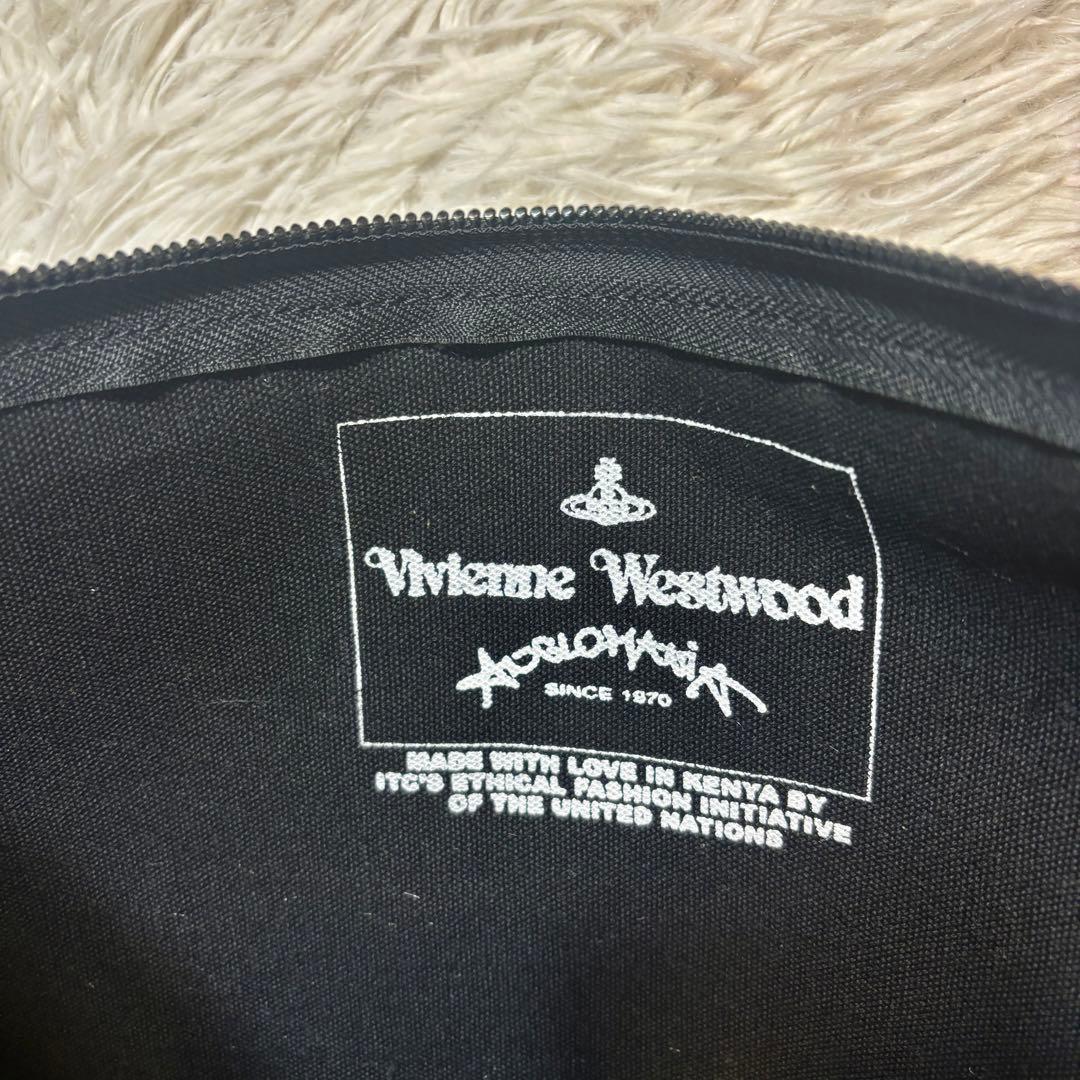 Vivienne Westwood
ANGLOMANIA
SINCE 1970
MADE WITH LOVE IN KENYA BY
ITC'S ETHICAL FASHION INITIATIVE
OF THE UNITED NATIONS